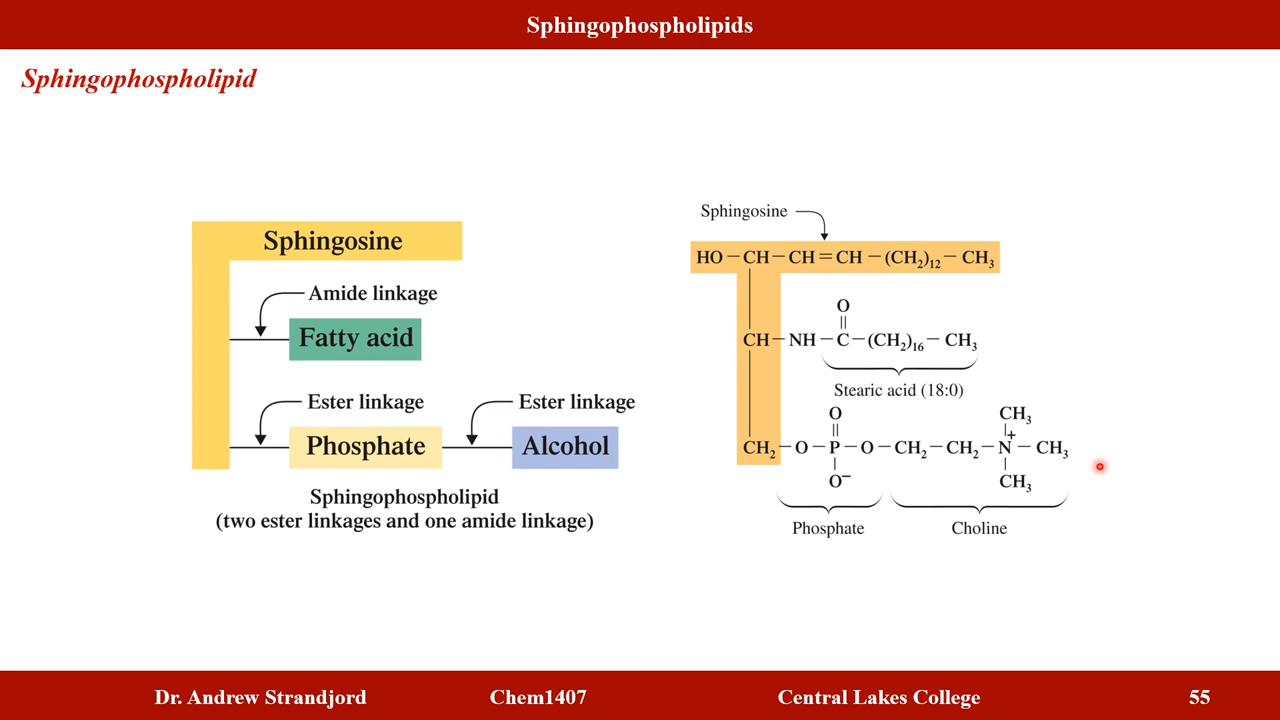 Sphingophospholipids
Sphingophospholipid
Sphingosine
Amide linkage
Fatty acid
Ester linkage
Ester linkage
Phosphate
Alcohol
Sphingophospholipid
(two ester linkages and one amide linkage)
Sphingosine
HO—CH—CH=CH—(CH₂)₁₂—CH₃
O
CH—NH—C—(CH₂)₁₆—CH₃
Stearic acid (18:0)
O CH₃
CH₂—O—P—O—CH₂—CH₂—N⁺—CH₃
O⁻ CH₃
Phosphate Choline
Dr. Andrew Strandjord Chem1407 Central Lakes College 55